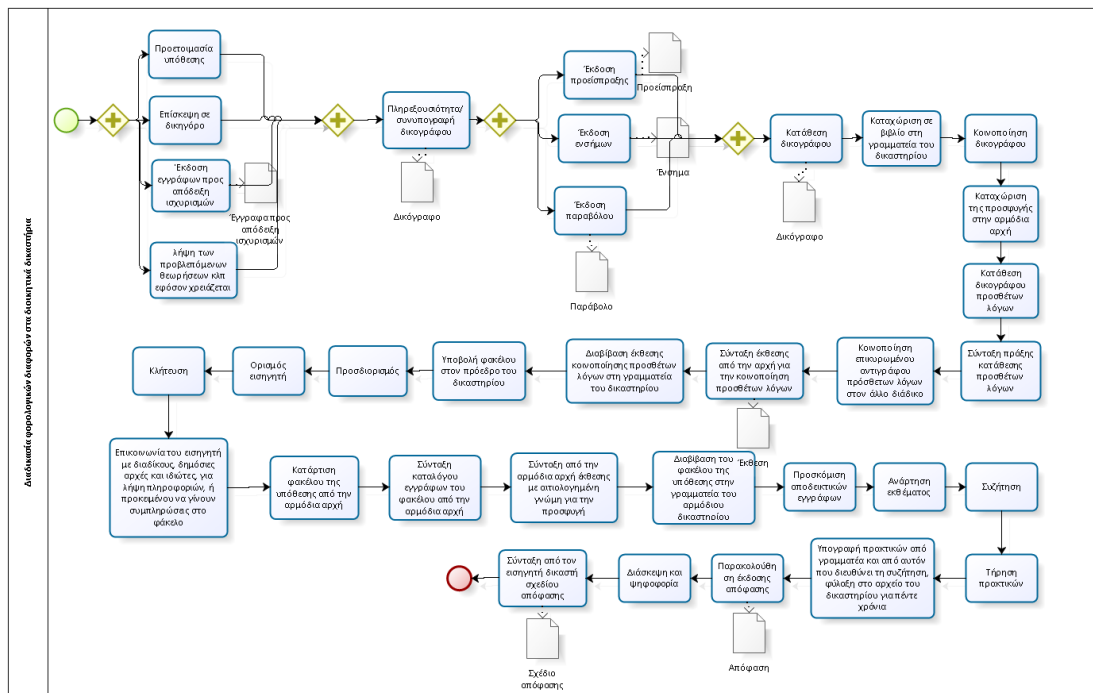 Διαδικασία φορολογικών διαφορών στα διοικητικά δικαστήρια
Προετοιμασία
υπόθεσης
Επίσκεψη σε
δικηγόρο
Έκδοση
εγγράφων προς
απόδειξη
ισχυρισμών
Έγγραφα προς
απόδειξη
ισχυρισμών
λήψη των
προβλεπόμενων
θεωρήσεων κλπ
εφόσον χρειάζεται
Πληρεξουσιότητα/
συνυπογραφή
δικογράφου
Δικόγραφο
Έκδοση
προείσπραξης
Προείσπραξη
Έκδοση
ενσήμων
Ένσημα
Έκδοση
παραβόλου
Παράβολο
Κατάθεση
δικογράφου
Δικόγραφο
Καταχώριση σε
βιβλίο στη
γραμματεία του
δικαστηρίου
Κοινοποίηση
δικογράφου
Καταχώριση
της προσφυγής
στην αρμόδια
αρχή
Κατάθεση
δικογράφου
προσθέτων
λόγων
Σύνταξη πράξης
κατάθεσης
προσθέτων
λόγων
Κοινοποίηση
επικυρωμένου
αντιγράφου
πρόσθετων λόγων
στον άλλο διάδικο
Σύνταξη έκθεσης
από την αρχή για
την κοινοποίηση
προσθέτων λόγων
Έκθεση
Διαβίβαση έκθεσης
κοινοποίησης προσθέτων
λόγων στη γραμματεία
του δικαστηρίου
Υποβολή φακέλου
στον πρόεδρο του
δικαστηρίου
Προσδιορισμός
Ορισμός
εισηγητή
Κλήτευση
Επικοινωνία του εισηγητή
με διαδίκους, δημόσιες
αρχές και ιδιώτες, για
λήψη πληροφοριών, ή
προκειμένου να γίνουν
συμπληρώσεις στο
φάκελο
Κατάρτιση
φακέλου της
υπόθεσης από την
αρμόδια αρχή
Σύνταξη
καταλόγου
εγγράφων του
φακέλου από την
αρμόδια αρχή
Σύνταξη από την
αρμόδια αρχή έκθεσης
με αιτιολογημένη
γνώμη για την
προσφυγή
Διαβίβαση του
φακέλου της
υπόθεσης στην
γραμματεία του
αρμόδιου
δικαστηρίου
Προσκόμιση
αποδεικτικών
εγγράφων
Ανάρτηση
εκθέματος
Συζήτηση
Τήρηση
πρακτικών
Υπογραφή πρακτικών από
γραμματέα και από αυτόν
που διευθύνει τη συζήτηση,
φύλαξη στο αρχείο του
δικαστηρίου για πέντε
χρόνια
Παρακολούθη
ση έκδοσης
απόφασης
Απόφαση
Διάσκεψη και
ψηφοφορία
Σύνταξη από τον
εισηγητή δικαστή
σχεδίου
απόφασης
Σχέδιο
απόφασης